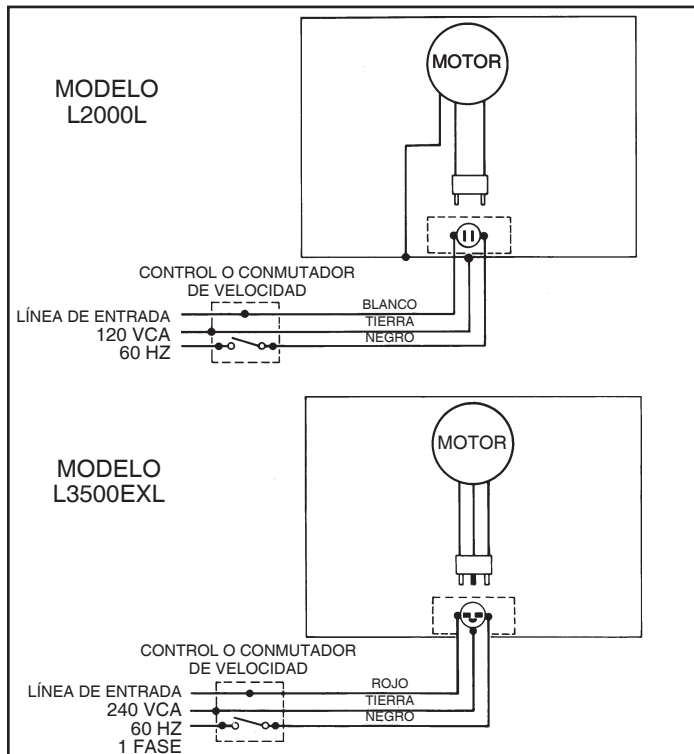 MODELO
L2000L
MOTOR
CONTROL O CONMUTADOR
DE VELOCIDAD
LÍNEA DE ENTRADA
120 VCA
60 HZ
BLANCO
TIERRA
NEGRO
MODELO
L3500EXL
MOTOR
CONTROL O CONMUTADOR
DE VELOCIDAD
LÍNEA DE ENTRADA
240 VCA
60 HZ
1 FASE
ROJO
TIERRA
NEGRO